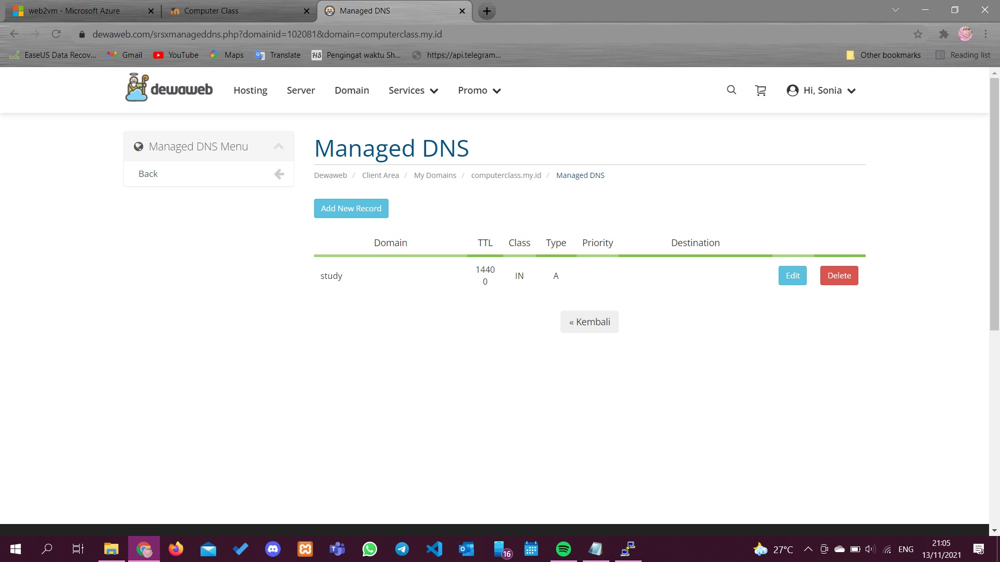 web2vm - Microsoft Azure
Computer Class
Managed DNS
dewaweb.com/srsxmanageddns.php?domainid=102081&domain=computerclass.my.id
EaseUS Data Recov...
Gmail
YouTube
Maps
Translate
HS
Pengingat waktu Sh...
https://api.telegram...
Other bookmarks
Reading list
dewaweb
Hosting
Server
Domain
Services
Promo
Hi, Sonia
Managed DNS Menu
Back
Managed DNS
Dewaweb / Client Area / My Domains / computerclass.my.id / Managed DNS
Add New Record
Domain TTL Class Type Priority Destination
study 1440 IN A Edit Delete
0
« Kembali
16
27°C
ENG
21:05
13/11/2021